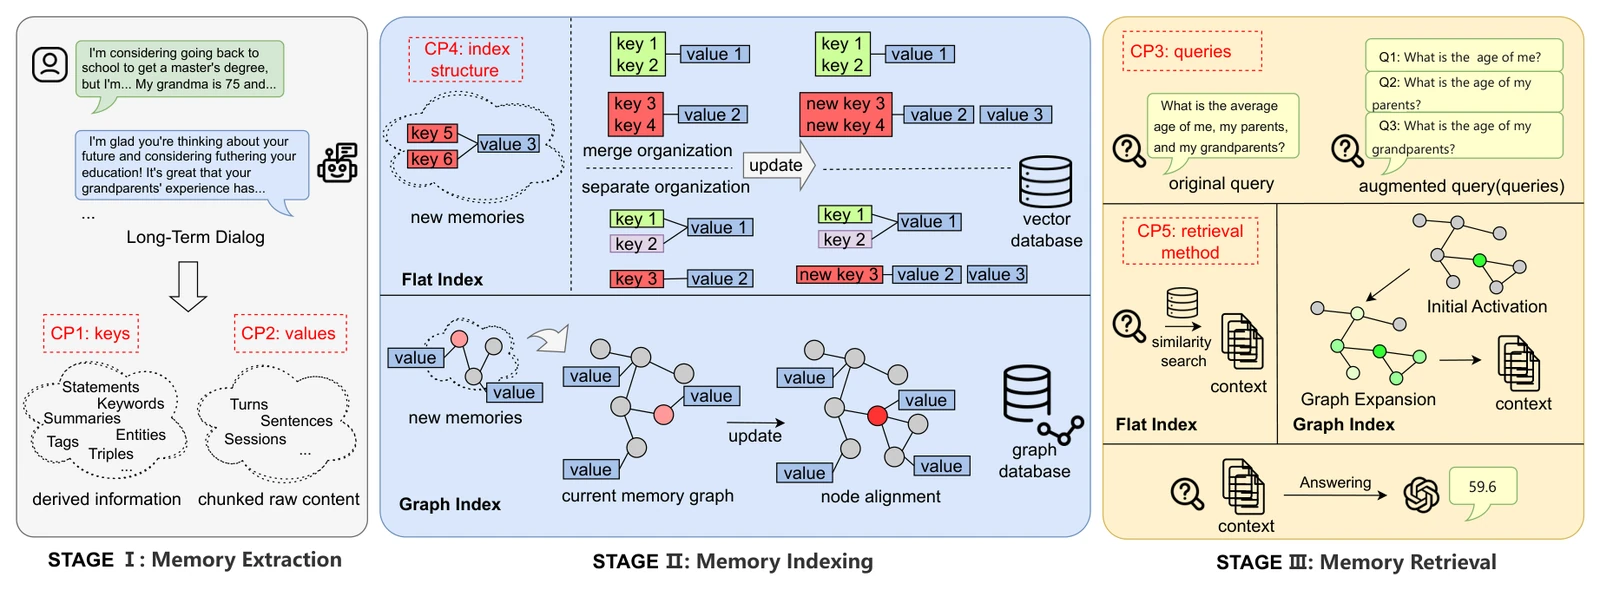 I'm considering going back to
school to get a master's degree,
but I'm... My grandma is 75 and...
I'm glad you're thinking about your
future and considering futhering your
education! It's great that your
grandparents' experience has...
...
Long-Term Dialog
CP1: keys
CP2: values
Statements
Keywords
Summaries
Tags
Entities
Triples
...
Turns
Sentences
Sessions
...
derived information
chunked raw content
STAGE Ⅰ: Memory Extraction
CP4: index
structure
key 5
key 6
value 3
new memories
Flat Index
key 1
key 2
value 1
key 3
key 4
value 2
merge organization
separate organization
key 1
key 2
value 1
key 3
value 2
update
key 1
key 2
value 1
new key 3
new key 4
value 2
value 3
key 1
key 2
value 1
new key 3
value 2
value 3
vector
database
value
value
new memories
Graph Index
value
value
value
current memory graph
update
value
value
value
value
node alignment
graph
database
STAGE Ⅱ: Memory Indexing
CP3: queries
What is the average
age of me, my parents,
and my grandparents?
original query
Q1: What is the age of me?
Q2: What is the age of my
parents?
Q3: What is the age of my
grandparents?
augmented query(queries)
CP5: retrieval
method
similarity
search
context
Flat Index
Initial Activation
Graph Expansion
context
Graph Index
context
Answering
59.6
STAGE Ⅲ: Memory Retrieval